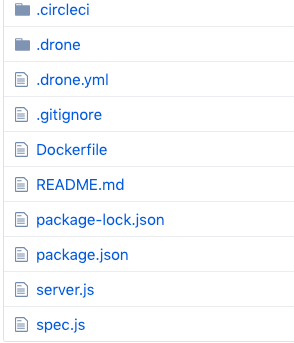 .circleci
.drone
.drone.yml
.gitignore
Dockerfile
README.md
package-lock.json
package.json
server.js
spec.js